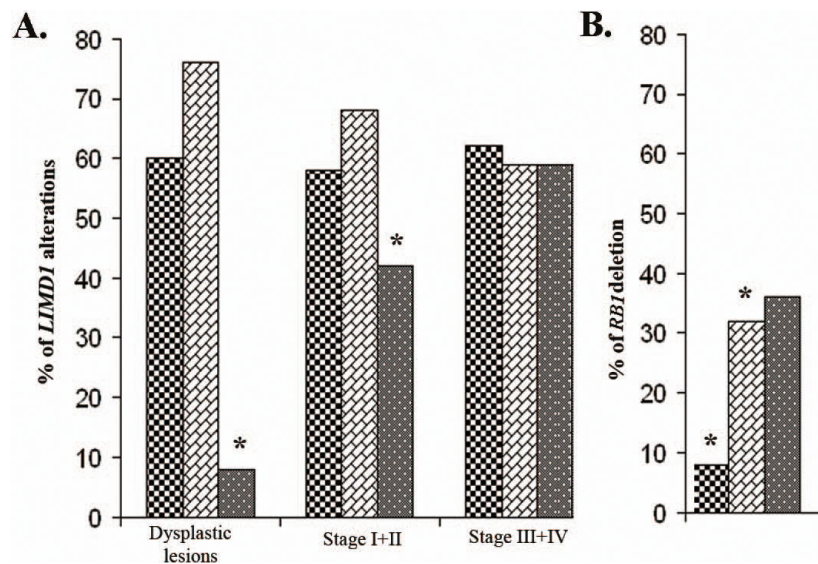 A.
80
70
60
50
40
30
20
10
0
% of LIMD1 alterations
*
*
Dysplastic
lesions
Stage I+II
Stage III+IV
B.
80
70
60
50
40
30
20
10
0
% of RB1 deletion
*
*